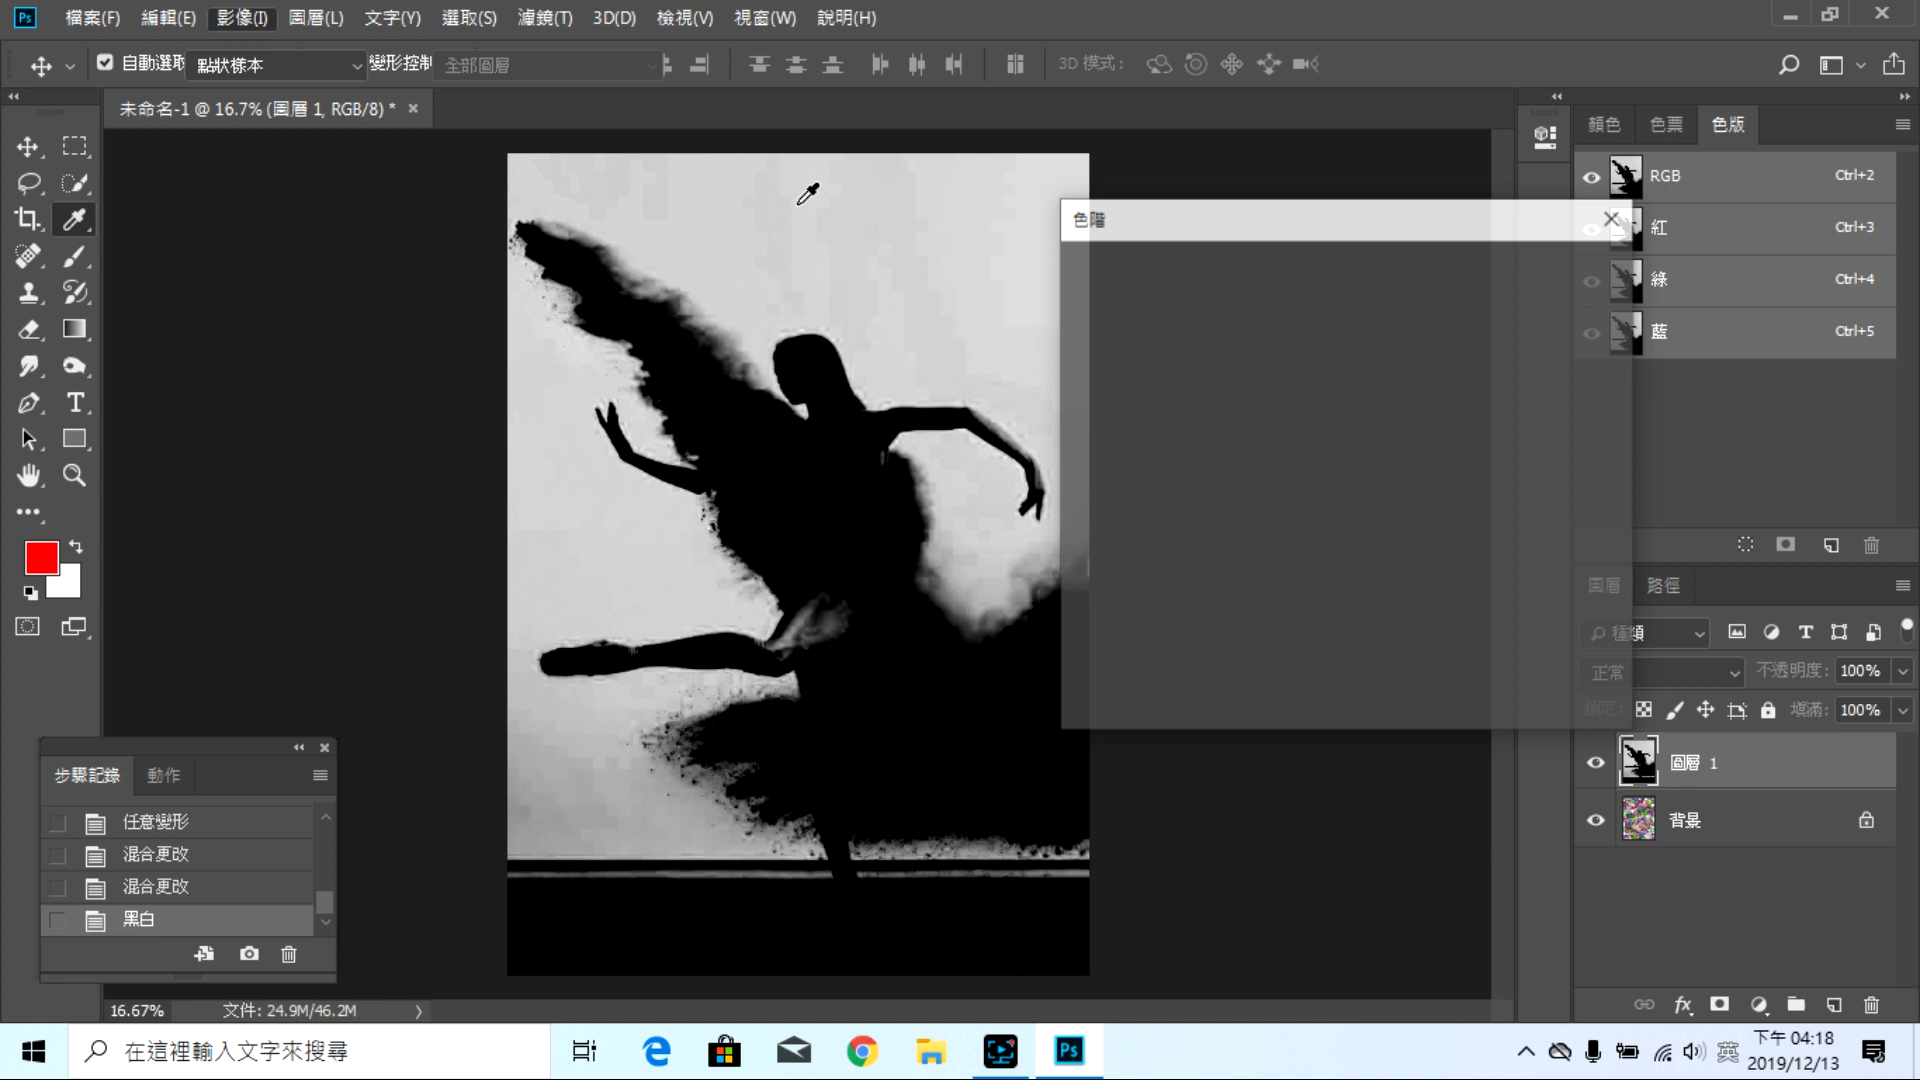 Ps 檔案(F) 編輯(E) 影像(I) 圖層(L) 文字(Y) 選取(S) 濾鏡(T) 3D(D) 檢視(V) 視窗(W) 說明(H)
自動選取 點狀樣本 變形控制 全部圖層 3D 模式:
未命名-1 @ 16.7% (圖層 1, RGB/8) *
顏色 色票 色版
RGB Ctrl+2
色階
紅 Ctrl+3
綠 Ctrl+4
藍 Ctrl+5
圖層 路徑
種類
正常 不透明度: 100%
鎖定: 填滿: 100%
圖層 1
背景
步驟記錄 動作
任意變形
混合更改
混合更改
黑白
16.67% 文件: 24.9M/46.2M
在這裡輸入文字來搜尋
Ps
英
下午 04:18
2019/12/13